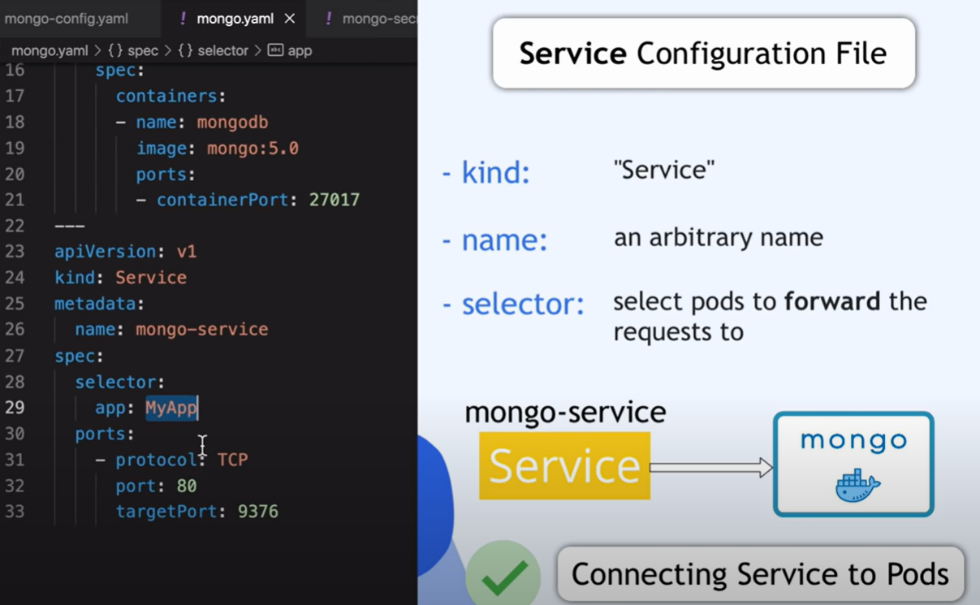 mongo-config.yaml
! mongo.yaml ×
! mongo-sec
mongo.yaml > {} spec > {} selector > abc app
16 spec:
17 containers:
18 - name: mongodb
19 image: mongo:5.0
20 ports:
21 - containerPort: 27017
22 ---
23 apiVersion: v1
24 kind: Service
25 metadata:
26 name: mongo-service
27 spec:
28 selector:
29 app: MyApp
30 ports:
31 - protocol: TCP
32 port: 80
33 targetPort: 9376
Service Configuration File
- kind: "Service"
- name: an arbitrary name
- selector: select pods to forward the
requests to
mongo-service
Service
mongo
Connecting Service to Pods